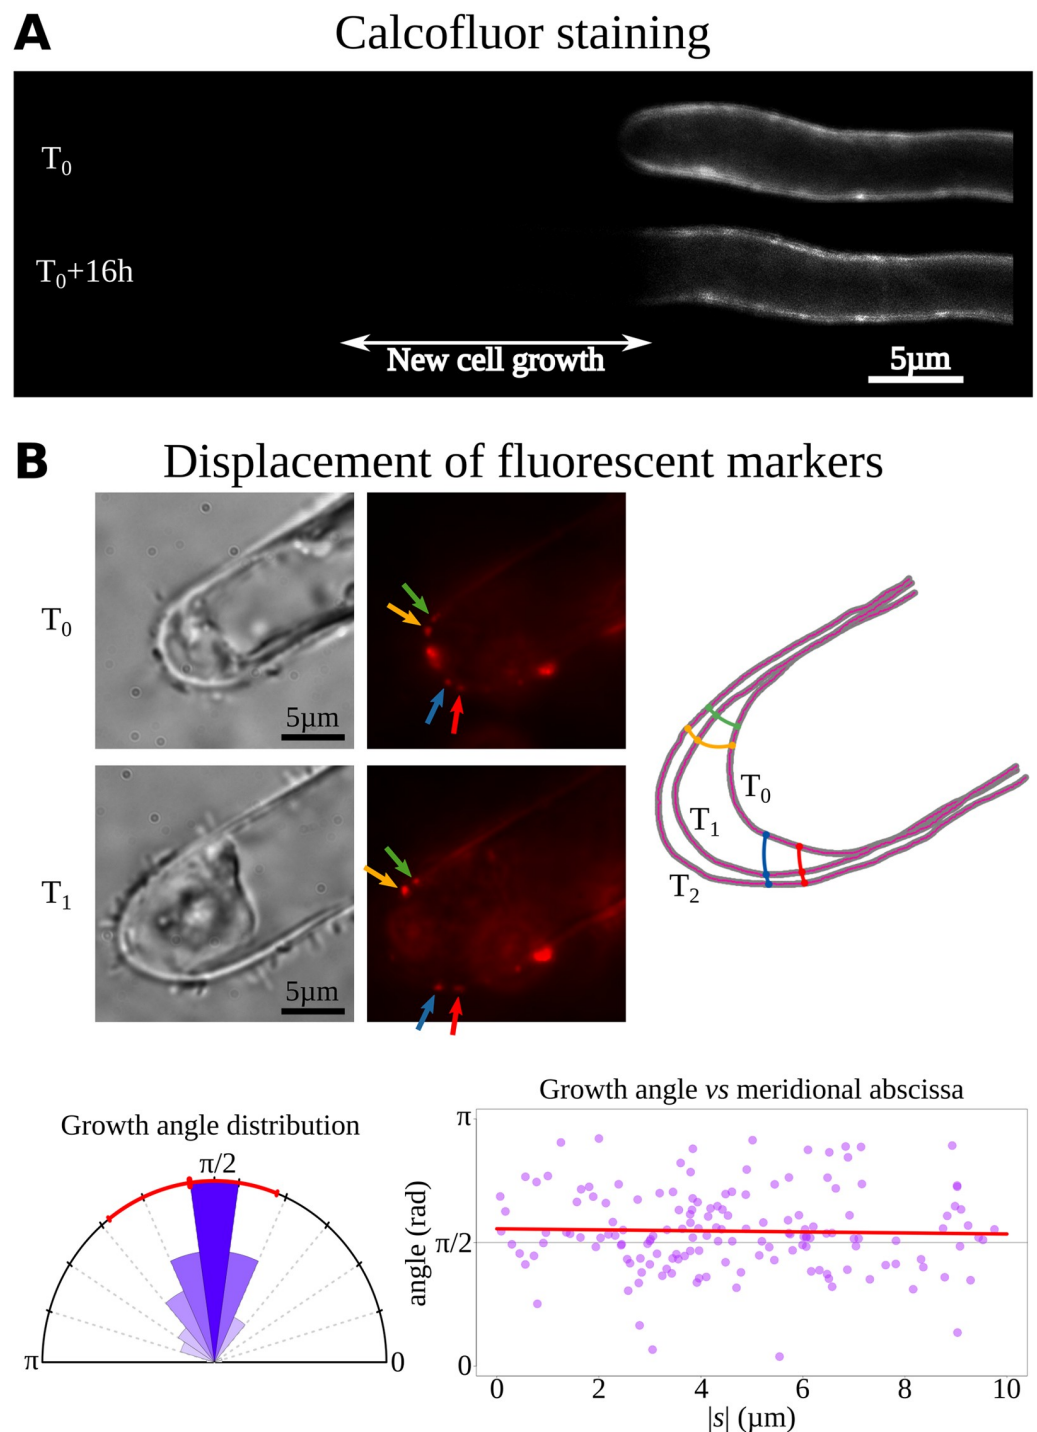 A
Calcofluor staining
T₀
T₀+16h
New cell growth
5µm
B
Displacement of fluorescent markers
T₀
5µm
T₁
5µm
T₀
T₁
T₂
Growth angle distribution
π/2
π
0
Growth angle vs meridional abscissa
π
π/2
0
angle (rad)
0 2 4 6 8 10
|s| (µm)